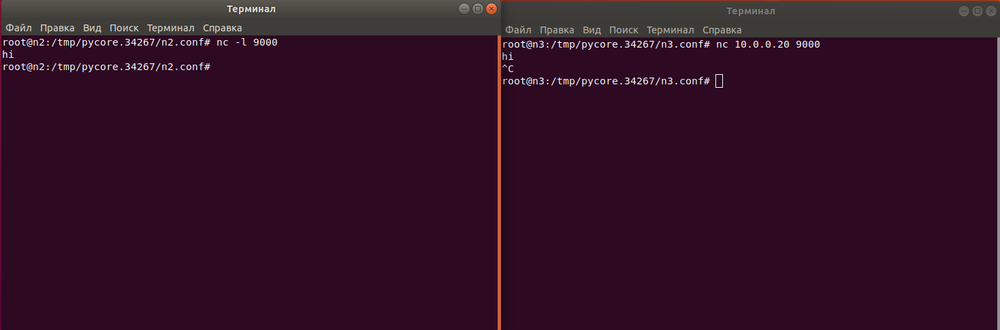 Терминал
Файл Правка Вид Поиск Терминал Справка
root@n2:/tmp/pycore.34267/n2.conf# nc -l 9000
hi
root@n2:/tmp/pycore.34267/n2.conf#
Терминал
Файл Правка Вид Поиск Терминал Справка
root@n3:/tmp/pycore.34267/n3.conf# nc 10.0.0.20 9000
hi
^C
root@n3:/tmp/pycore.34267/n3.conf#